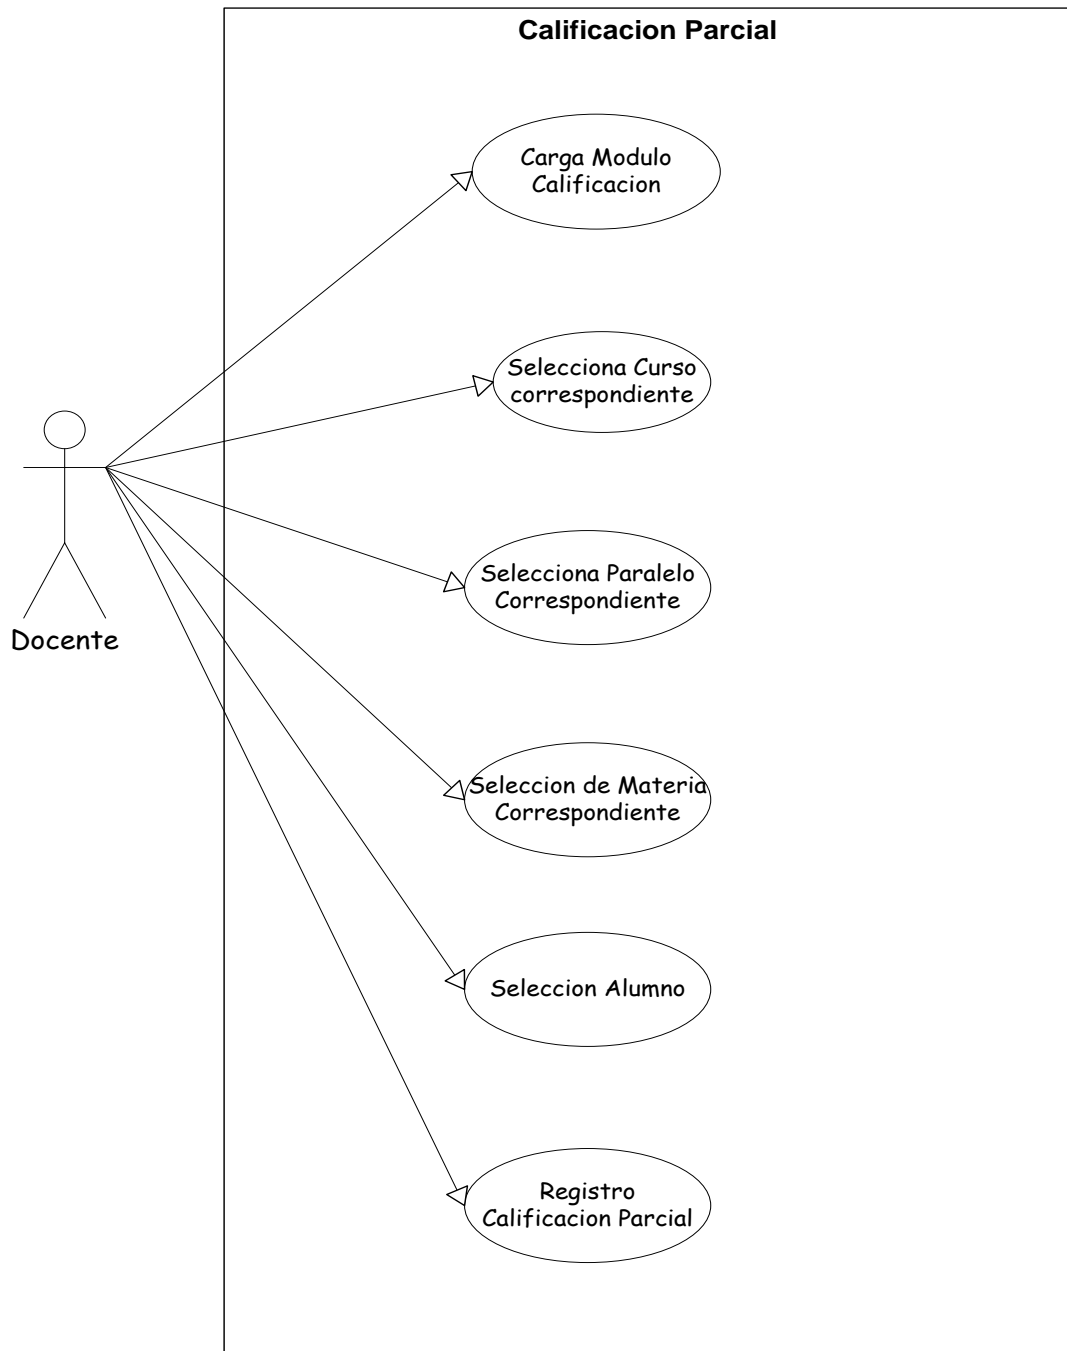 Calificacion Parcial
Carga Modulo
Calificacion
Selecciona Curso
correspondiente
Selecciona Paralelo
Correspondiente
Docente
Seleccion de Materia
Correspondiente
Seleccion Alumno
Registro
Calificacion Parcial